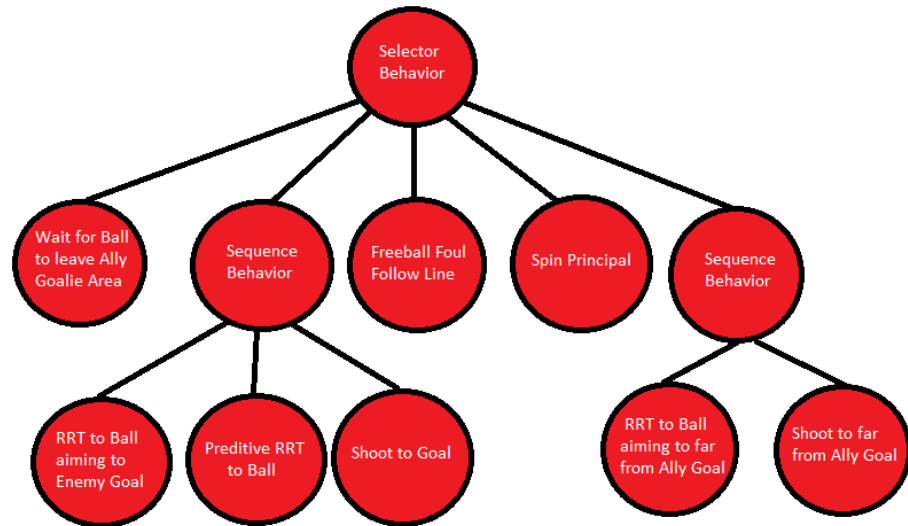 Selector
Behavior
Wait for Ball
to leave Ally
Goalie Area
Sequence
Behavior
Freeball Foul
Follow Line
Spin Principal
Sequence
Behavior
RRT to Ball
aiming to
Enemy Goal
Preditive RRT
to Ball
Shoot to Goal
RRT to Ball
aiming to far
from Ally Goal
Shoot to far
from Ally Goal